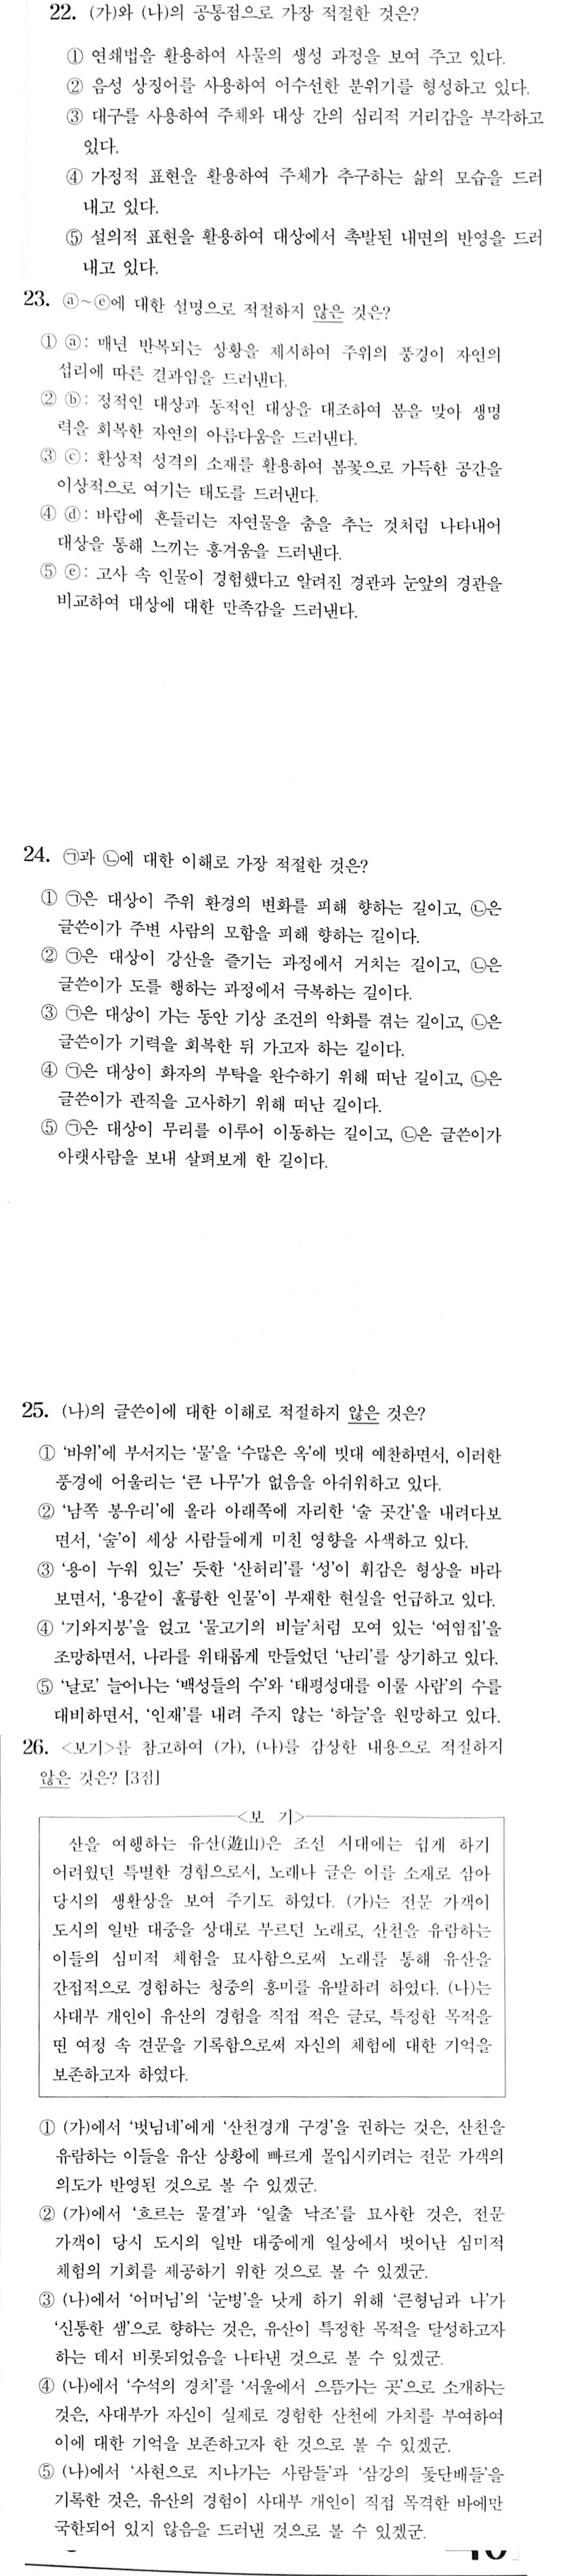 22. (가)와 (나)의 공통점으로 가장 적절한 것은?
① 연쇄법을 활용하여 사물의 생성 과정을 보여 주고 있다.
② 음성 상징어를 사용하여 어수선한 분위기를 형성하고 있다.
③ 대구를 사용하여 주체와 대상 간의 심리적 거리감을 부각하고
있다.
④ 가정적 표현을 활용하여 주체가 추구하는 삶의 모습을 드러
내고 있다.
⑤ 설의적 표현을 활용하여 대상에서 촉발된 내면의 반영을 드러
내고 있다.
23. ⓐ~ⓔ에 대한 설명으로 적절하지 않은 것은?
① ⓐ: 매년 반복되는 상황을 제시하여 주위의 풍경이 자연의
섭리에 따른 결과임을 드러낸다.
② ⓑ: 정적인 대상과 동적인 대상을 대조하여 봄을 맞아 생명
력을 회복한 자연의 아름다움을 드러낸다.
③ ⓒ: 환상적 성격의 소재를 활용하여 봄꽃으로 가득한 공간을
이상적으로 여기는 태도를 드러낸다.
④ ⓓ: 바람에 흔들리는 자연물을 춤을 추는 것처럼 나타내어
대상을 통해 느끼는 흥겨움을 드러낸다.
⑤ ⓔ: 고사 속 인물이 경험했다고 알려진 경관과 눈앞의 경관을
비교하여 대상에 대한 만족감을 드러낸다.
24. ㉠과 ㉡에 대한 이해로 가장 적절한 것은?
① ㉠은 대상이 주위 환경의 변화를 피해 향하는 길이고, ㉡은
글쓴이가 주변 사람의 모함을 피해 향하는 길이다.
② ㉠은 대상이 강산을 즐기는 과정에서 거치는 길이고, ㉡은
글쓴이가 도를 행하는 과정에서 극복하는 길이다.
③ ㉠은 대상이 가는 동안 기상 조건의 악화를 겪는 길이고, ㉡은
글쓴이가 기력을 회복한 뒤 가고자 하는 길이다.
④ ㉠은 대상이 화자의 부탁을 완수하기 위해 떠난 길이고, ㉡은
글쓴이가 관직을 고사하기 위해 떠난 길이다.
⑤ ㉠은 대상이 무리를 이루어 이동하는 길이고, ㉡은 글쓴이가
아랫사람을 보내 살펴보게 한 길이다.
25. (나)의 글쓴이에 대한 이해로 적절하지 않은 것은?
① ‘바위’에 부서지는 ‘물’을 ‘수많은 옥’에 빗대 예찬하면서, 이러한
풍경에 어울리는 ‘큰 나무’가 없음을 아쉬워하고 있다.
② ‘남쪽 봉우리’에 올라 아래쪽에 자리한 ‘술 곳간’을 내려다보
면서, ‘술’이 세상 사람들에게 미친 영향을 사색하고 있다.
③ ‘용이 누워 있는’ 듯한 ‘산허리’를 ‘성’이 휘감은 형상을 바라
보면서, ‘용같이 훌륭한 인물’이 부재한 현실을 언급하고 있다.
④ ‘기와지붕’을 얹고 ‘물고기의 비늘’처럼 모여 있는 ‘여염집’을
조망하면서, 나라를 위태롭게 만들었던 ‘난리’를 상기하고 있다.
⑤ ‘날로’ 늘어나는 ‘백성들의 수’와 ‘태평성대를 이룰 사람’의 수를
대비하면서, ‘인재’를 내려 주지 않는 ‘하늘’을 원망하고 있다.
26. <보기>를 참고하여 (가), (나)를 감상한 내용으로 적절하지
않은 것은? [3점]
<보 기>
산을 여행하는 유산(遊山)은 조선 시대에는 쉽게 하기
어려웠던 특별한 경험으로서, 노래나 글은 이를 소재로 삼아
당시의 생활상을 보여 주기도 하였다. (가)는 전문 가객이
도시의 일반 대중을 상대로 부르던 노래로, 산천을 유람하는
이들의 심미적 체험을 묘사함으로써 노래를 통해 유산을
간접적으로 경험하는 청중의 흥미를 유발하려 하였다. (나)는
사대부 개인이 유산의 경험을 직접 적은 글로, 특정한 목적을
띤 여정 속 견문을 기록함으로써 자신의 체험에 대한 기억을
보존하고자 하였다.
① (가)에서 ‘벗님네’에게 ‘산천경개 구경’을 권하는 것은, 산천을
유람하는 이들을 유산 상황에 빠르게 몰입시키려는 전문 가객의
의도가 반영된 것으로 볼 수 있겠군.
② (가)에서 ‘흐르는 물결’과 ‘일출 낙조’를 묘사한 것은, 전문
가객이 당시 도시의 일반 대중에게 일상에서 벗어난 심미적
체험의 기회를 제공하기 위한 것으로 볼 수 있겠군.
③ (나)에서 ‘어머님’의 ‘눈병’을 낫게 하기 위해 ‘큰형님과 나’가
‘신통한 샘’으로 향하는 것은, 유산이 특정한 목적을 달성하고자
하는 데서 비롯되었음을 나타낸 것으로 볼 수 있겠군.
④ (나)에서 ‘수석의 경치’를 ‘서울에서 으뜸가는 곳’으로 소개하는
것은, 사대부가 자신이 실제로 경험한 산천에 가치를 부여하여
이에 대한 기억을 보존하고자 한 것으로 볼 수 있겠군.
⑤ (나)에서 ‘사현으로 지나가는 사람들’과 ‘삼강의 돛단배들’을
기록한 것은, 유산의 경험이 사대부 개인이 직접 목격한 바에만
국한되어 있지 않음을 드러낸 것으로 볼 수 있겠군.